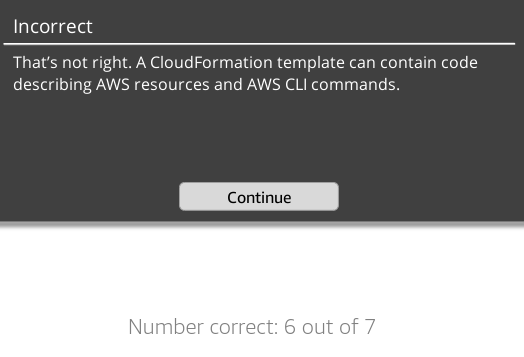 Incorrect
That’s not right. A CloudFormation template can contain code
describing AWS resources and AWS CLI commands.
Continue
Number correct: 6 out of 7